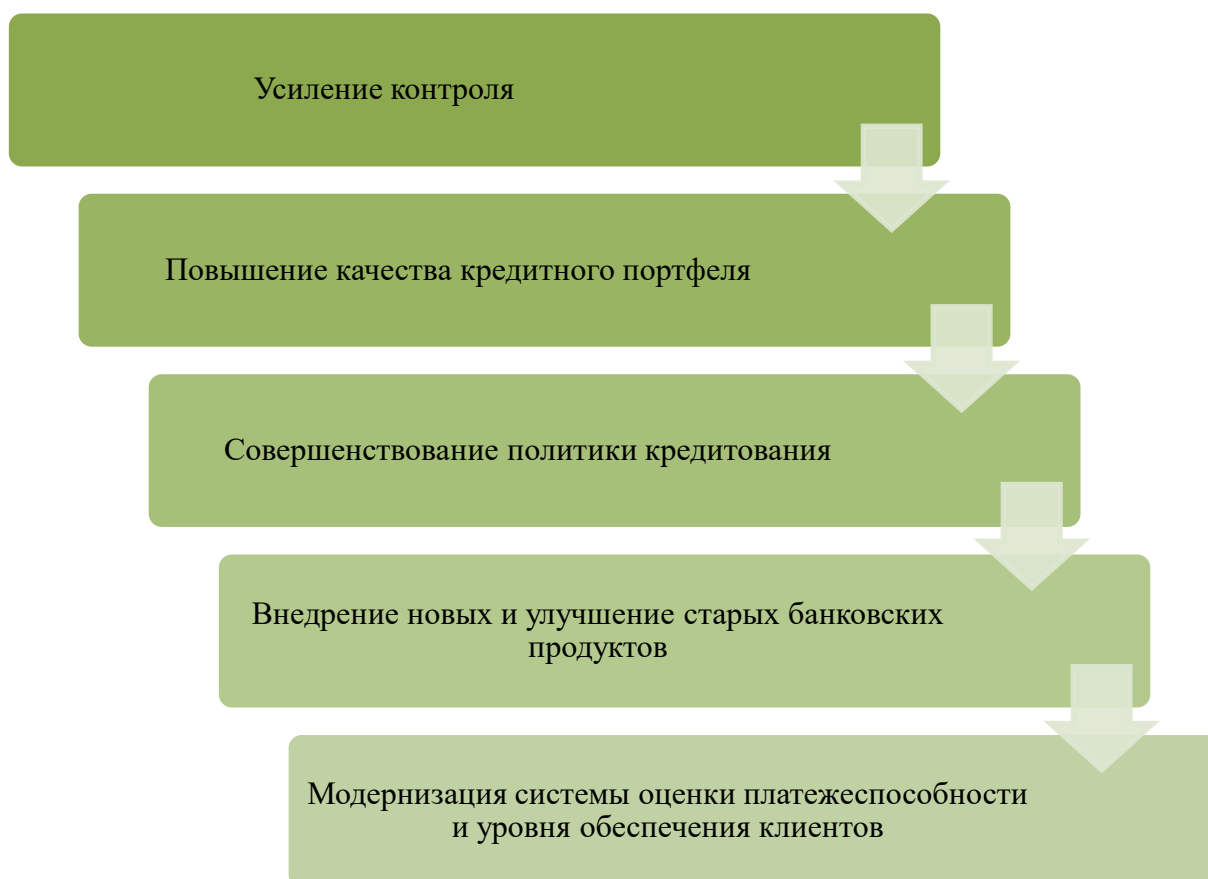 Усиление контроля
Повышение качества кредитного портфеля
Совершенствование политики кредитования
Внедрение новых и улучшение старых банковских
продуктов
Модернизация системы оценки платежеспособности
и уровня обеспечения клиентов